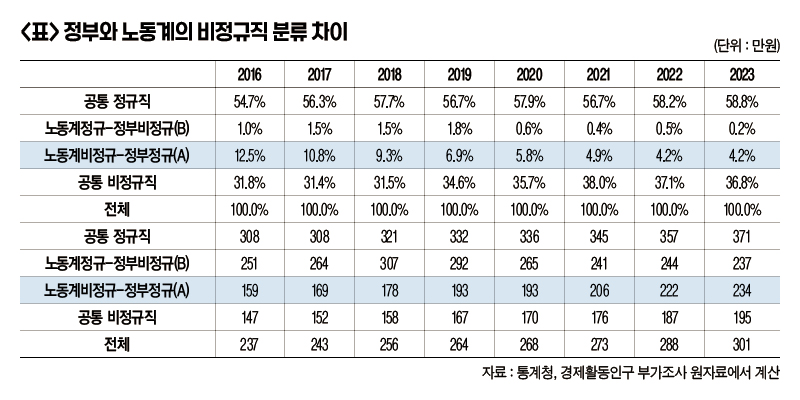 <표> 정부와 노동계의 비정규직 분류 차이
(단위 : 만원)
2016 2017 2018 2019 2020 2021 2022 2023
공통 정규직 54.7% 56.3% 57.7% 56.7% 57.9% 56.7% 58.2% 58.8%
노동계정규-정부비정규(B) 1.0% 1.5% 1.5% 1.8% 0.6% 0.4% 0.5% 0.2%
노동계비정규-정부정규(A) 12.5% 10.8% 9.3% 6.9% 5.8% 4.9% 4.2% 4.2%
공통 비정규직 31.8% 31.4% 31.5% 34.6% 35.7% 38.0% 37.1% 36.8%
전체 100.0% 100.0% 100.0% 100.0% 100.0% 100.0% 100.0% 100.0%
공통 정규직 308 308 321 332 336 345 357 371
노동계정규-정부비정규(B) 251 264 307 292 265 241 244 237
노동계비정규-정부정규(A) 159 169 178 193 193 206 222 234
공통 비정규직 147 152 158 167 170 176 187 195
전체 237 243 256 264 268 273 288 301
자료 : 통계청, 경제활동인구 부가조사 원자료에서 계산